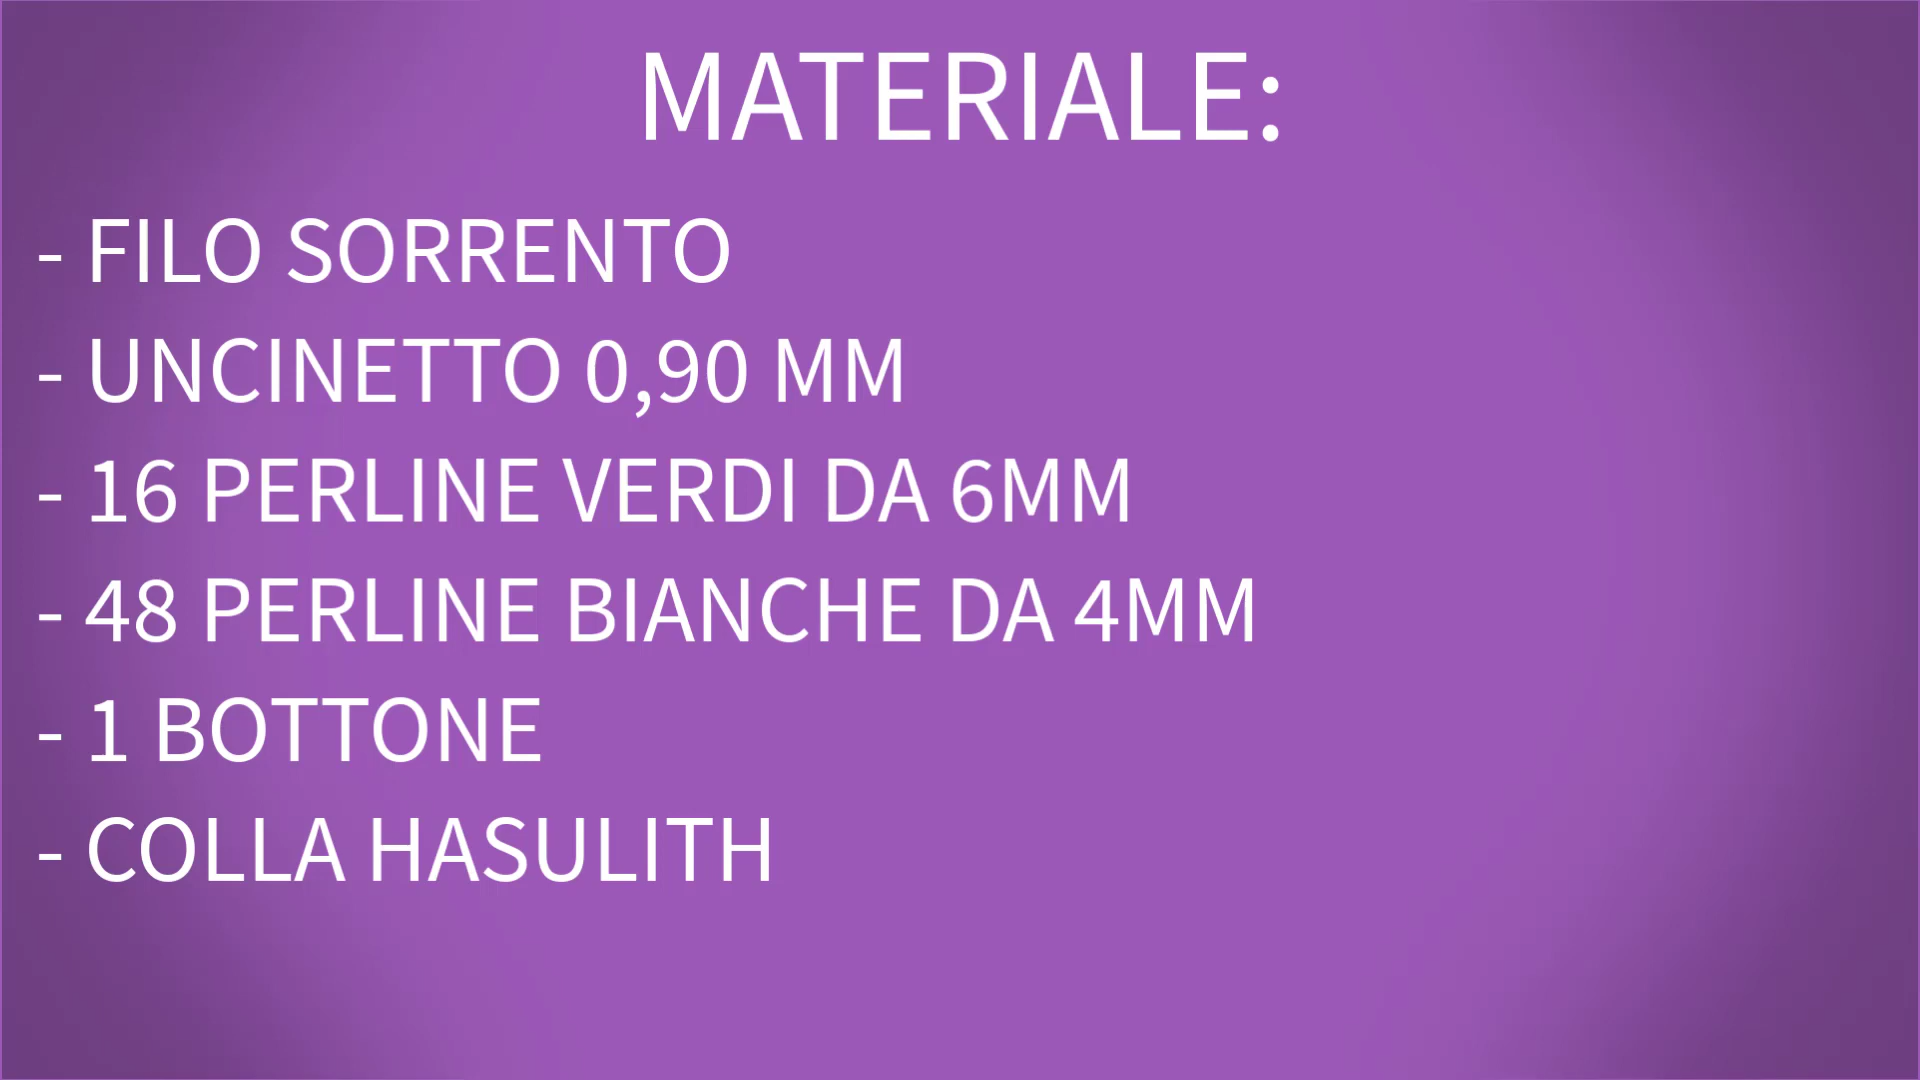 MATERIALE:
- FILO SORRENTO
- UNCINETTO 0,90 MM
- 16 PERLINE VERDI DA 6MM
- 48 PERLINE BIANCHE DA 4MM
- 1 BOTTONE
- COLLA HASULITH